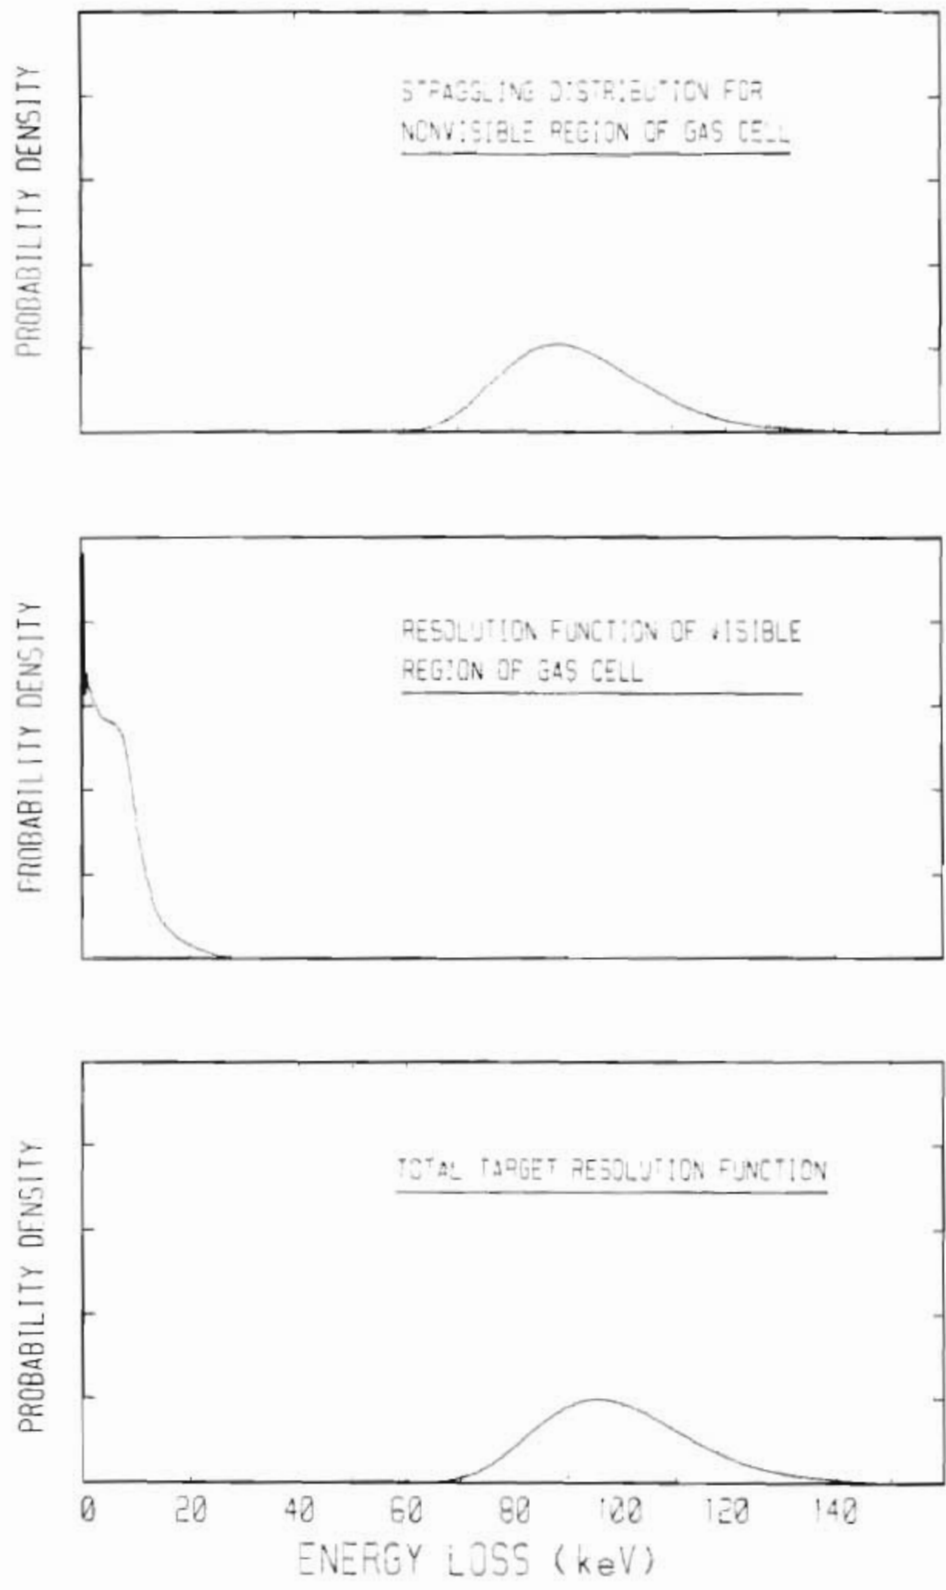 PROBABILITY DENSITY
STRAGGLING DISTRIBUTION FOR
NONVISIBLE REGION OF GAS CELL
PROBABILITY DENSITY
RESOLUTION FUNCTION OF VISIBLE
REGION OF GAS CELL
PROBABILITY DENSITY
TOTAL TARGET RESOLUTION FUNCTION
0 20 40 60 80 100 120 140
ENERGY LOSS (keV)